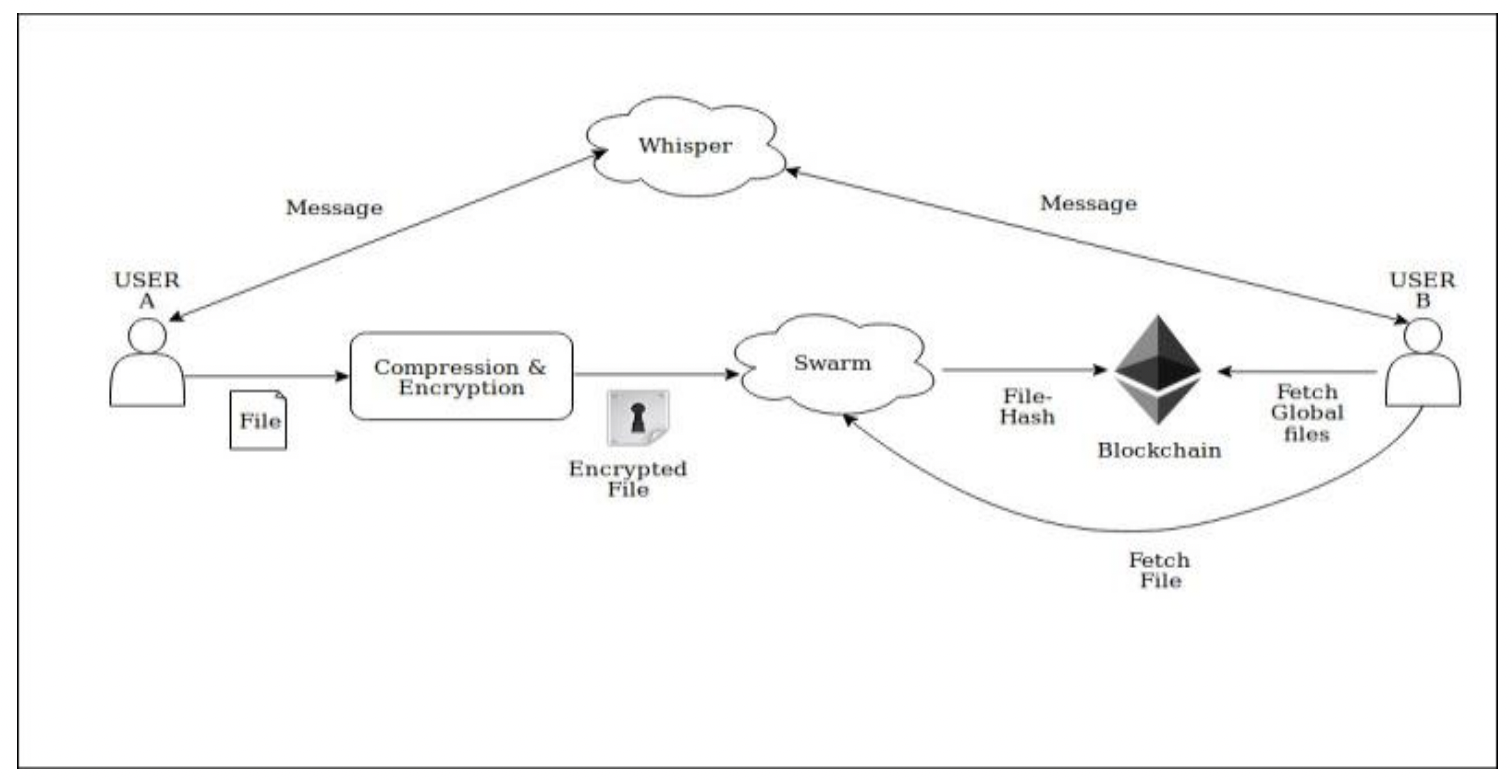 Whisper
Message
Message
USER
A
USER
B
Compression &
Encryption
Swarm
File
File-
Hash
Fetch
Global
files
Blockchain
Encrypted
File
Fetch
File